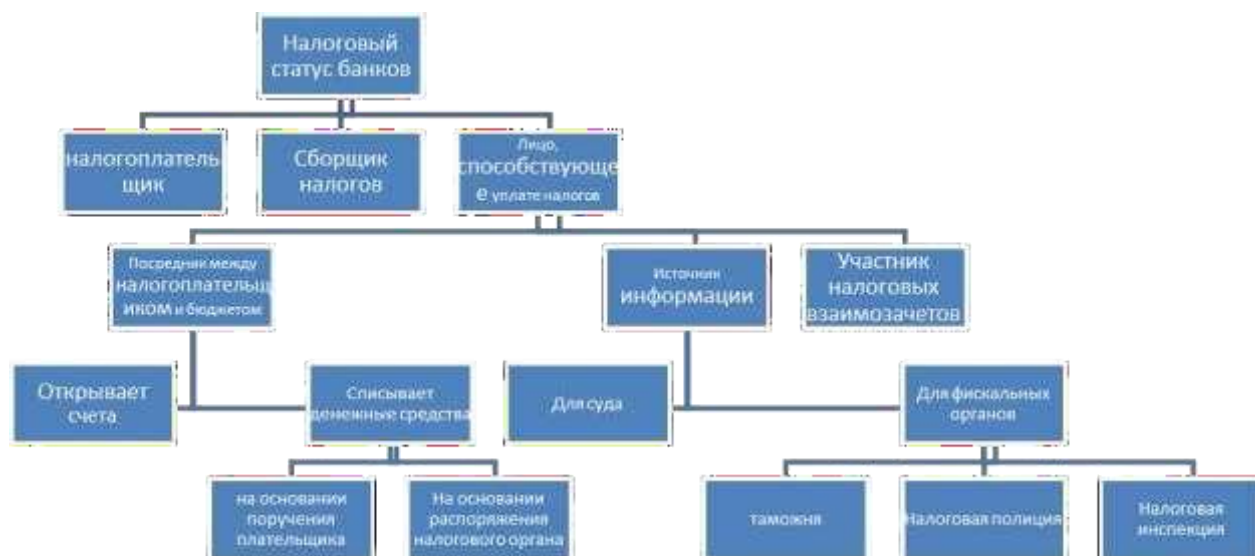 Налоговый
статус банков
налогоплатель
щик
Сборщик
налогов
Лицо,
способствующе
е уплате налогов
Посредник между
налогоплательщ
иком и бюджетом
Источник
информации
Участник
налоговых
взаимозачетов
Открывает
счета
Списывает
денежные средства
Для суда
Для фискальных
органов
на основании
поручения
плательщика
На основании
распоряжения
налогового органа
таможня
Налоговая полиция
Налоговая
инспекция